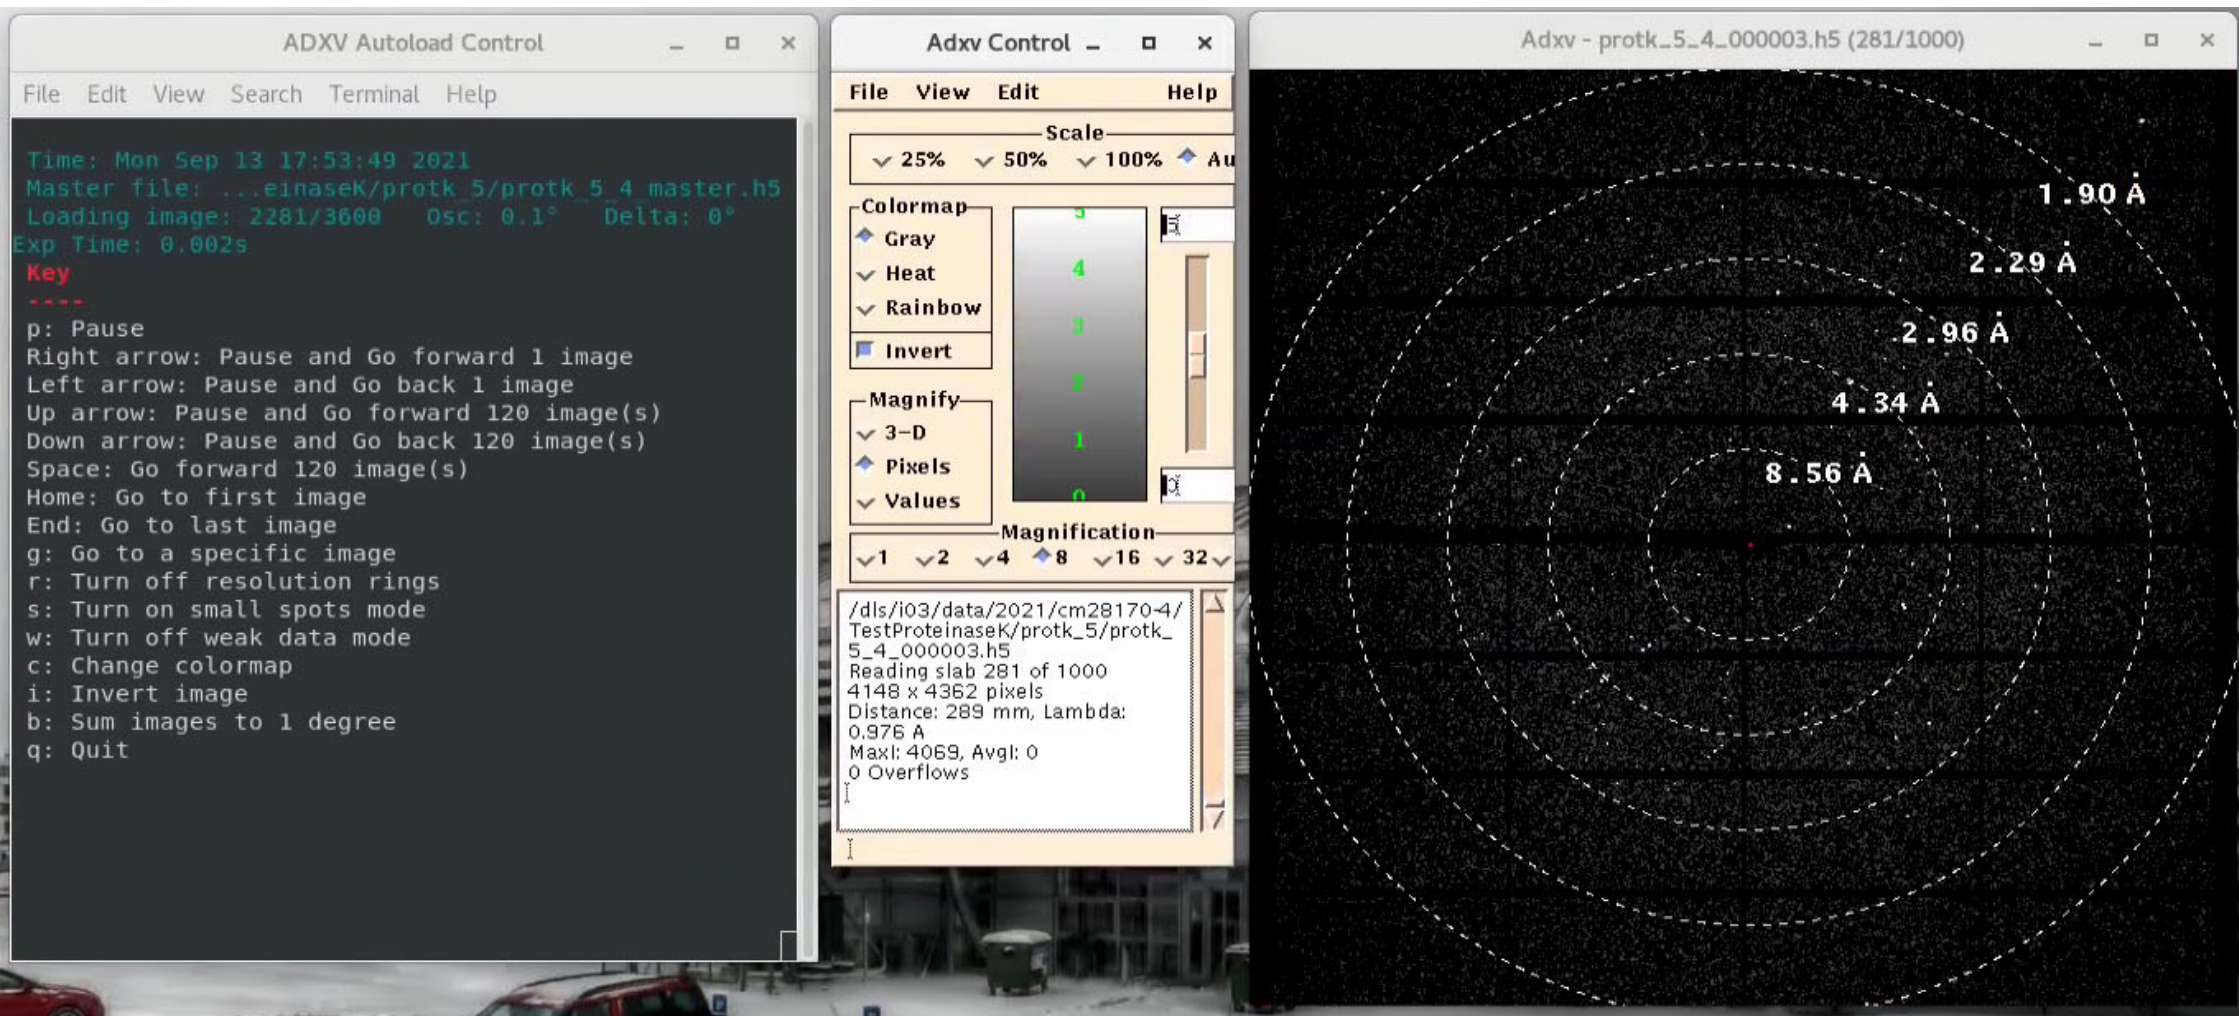 ADXV Autoload Control
File Edit View Search Terminal Help
Time: Mon Sep 13 17:53:49 2021
Master file: ...einaseK/protk_5/protk_5_4_master.h5
Loading image: 2281/3600 Osc: 0.1° Delta: 0°
Exp Time: 0.002s
Key
----
p: Pause
Right arrow: Pause and Go forward 1 image
Left arrow: Pause and Go back 1 image
Up arrow: Pause and Go forward 120 image(s)
Down arrow: Pause and Go back 120 image(s)
Space: Go forward 120 image(s)
Home: Go to first image
End: Go to last image
g: Go to a specific image
r: Turn off resolution rings
s: Turn on small spots mode
w: Turn off weak data mode
c: Change colormap
i: Invert image
b: Sum images to 1 degree
q: Quit
Adxv Control
File View Edit Help
Scale
25% 50% 100% Au
Colormap
Gray
Heat
Rainbow
Invert
5
4
3
2
1
0
5
0
Magnify
3-D
Pixels
Values
Magnification
1 2 4 8 16 32
/dls/i03/data/2021/cm28170-4/
TestProteinaseK/protk_5/protk_
5_4_000003.h5
Reading slab 281 of 1000
4148 x 4362 pixels
Distance: 289 mm, Lambda:
0.976 A
MaxI: 4069, AvgI: 0
0 Overflows
Adxv - protk_5_4_000003.h5 (281/1000)
1.90 Å
2.29 Å
2.96 Å
4.34 Å
8.56 Å